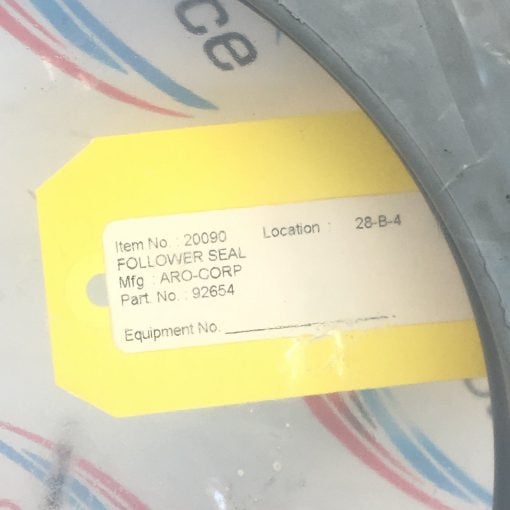 ce
Item No. : 20090 Location : 28-B-4
FOLLOWER SEAL
Mfg : ARO-CORP
Part. No. : 92654
Equipment No.